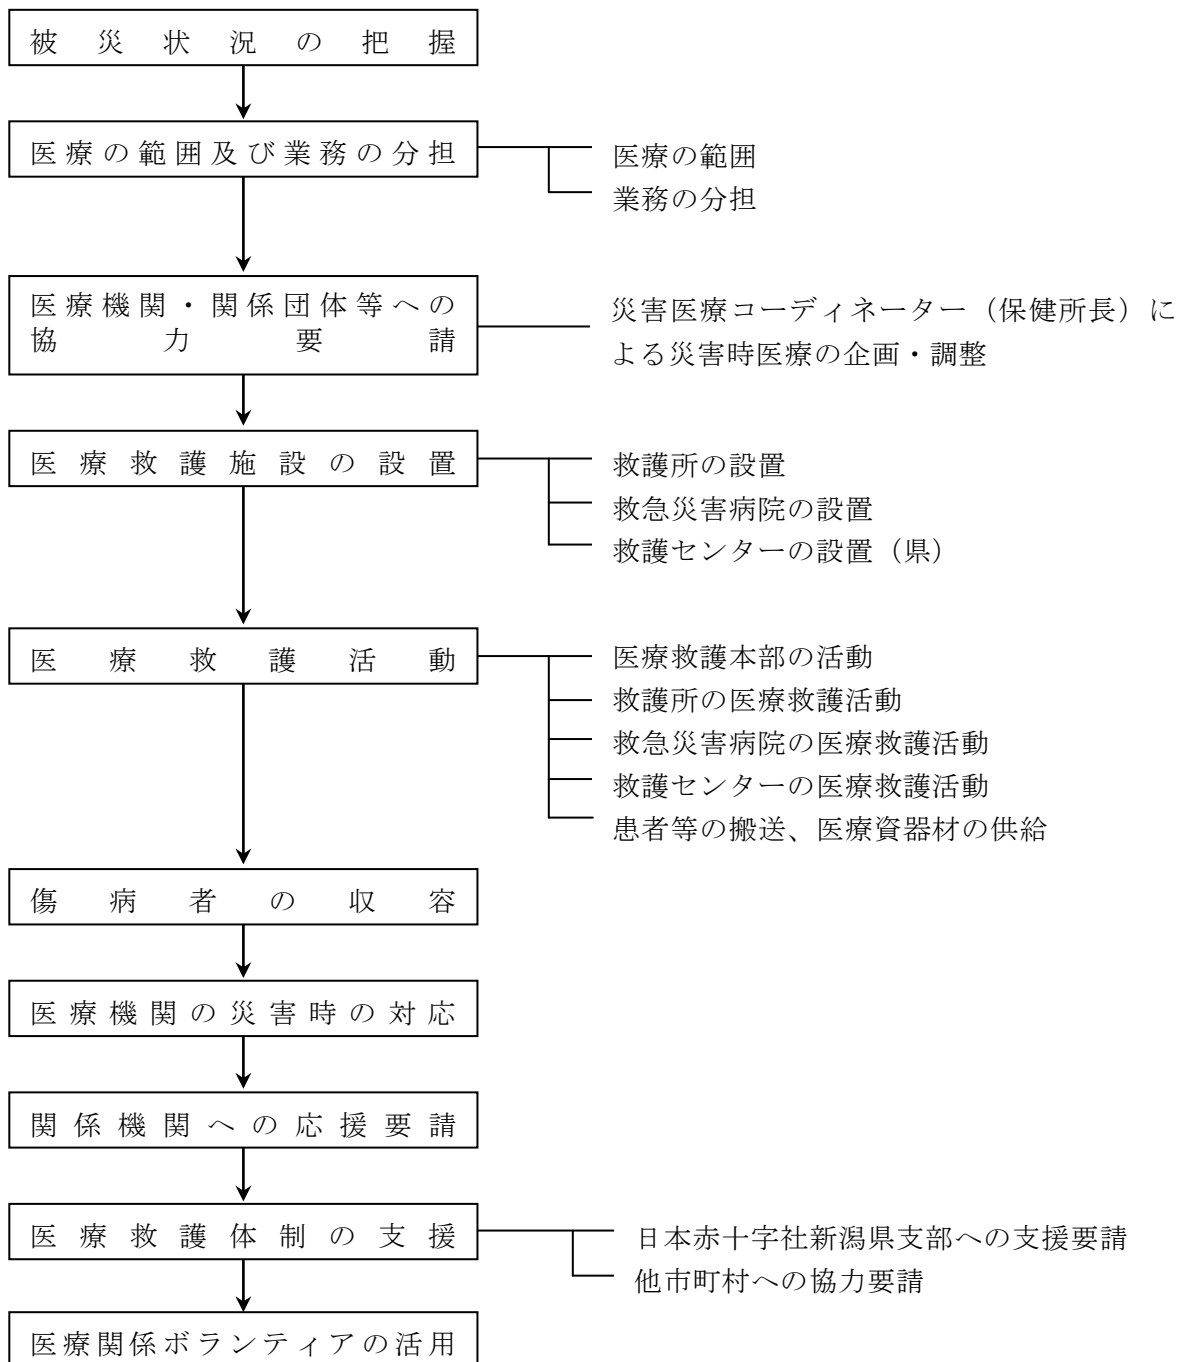 被災状況の把握
医療の範囲及び業務の分担
医療の範囲
業務の分担
医療機関・関係団体等への
協力要請
災害医療コーディネーター（保健所長）に
よる災害時医療の企画・調整
医療救護施設の設置
救護所の設置
救急災害病院の設置
救護センターの設置（県）
医療救護活動
医療救護本部の活動
救護所の医療救護活動
救急災害病院の医療救護活動
救護センターの医療救護活動
患者等の搬送、医療資器材の供給
傷病者の収容
医療機関の災害時の対応
関係機関への応援要請
医療救護体制の支援
日本赤十字社新潟県支部への支援要請
他市町村への協力要請
医療関係ボランティアの活用